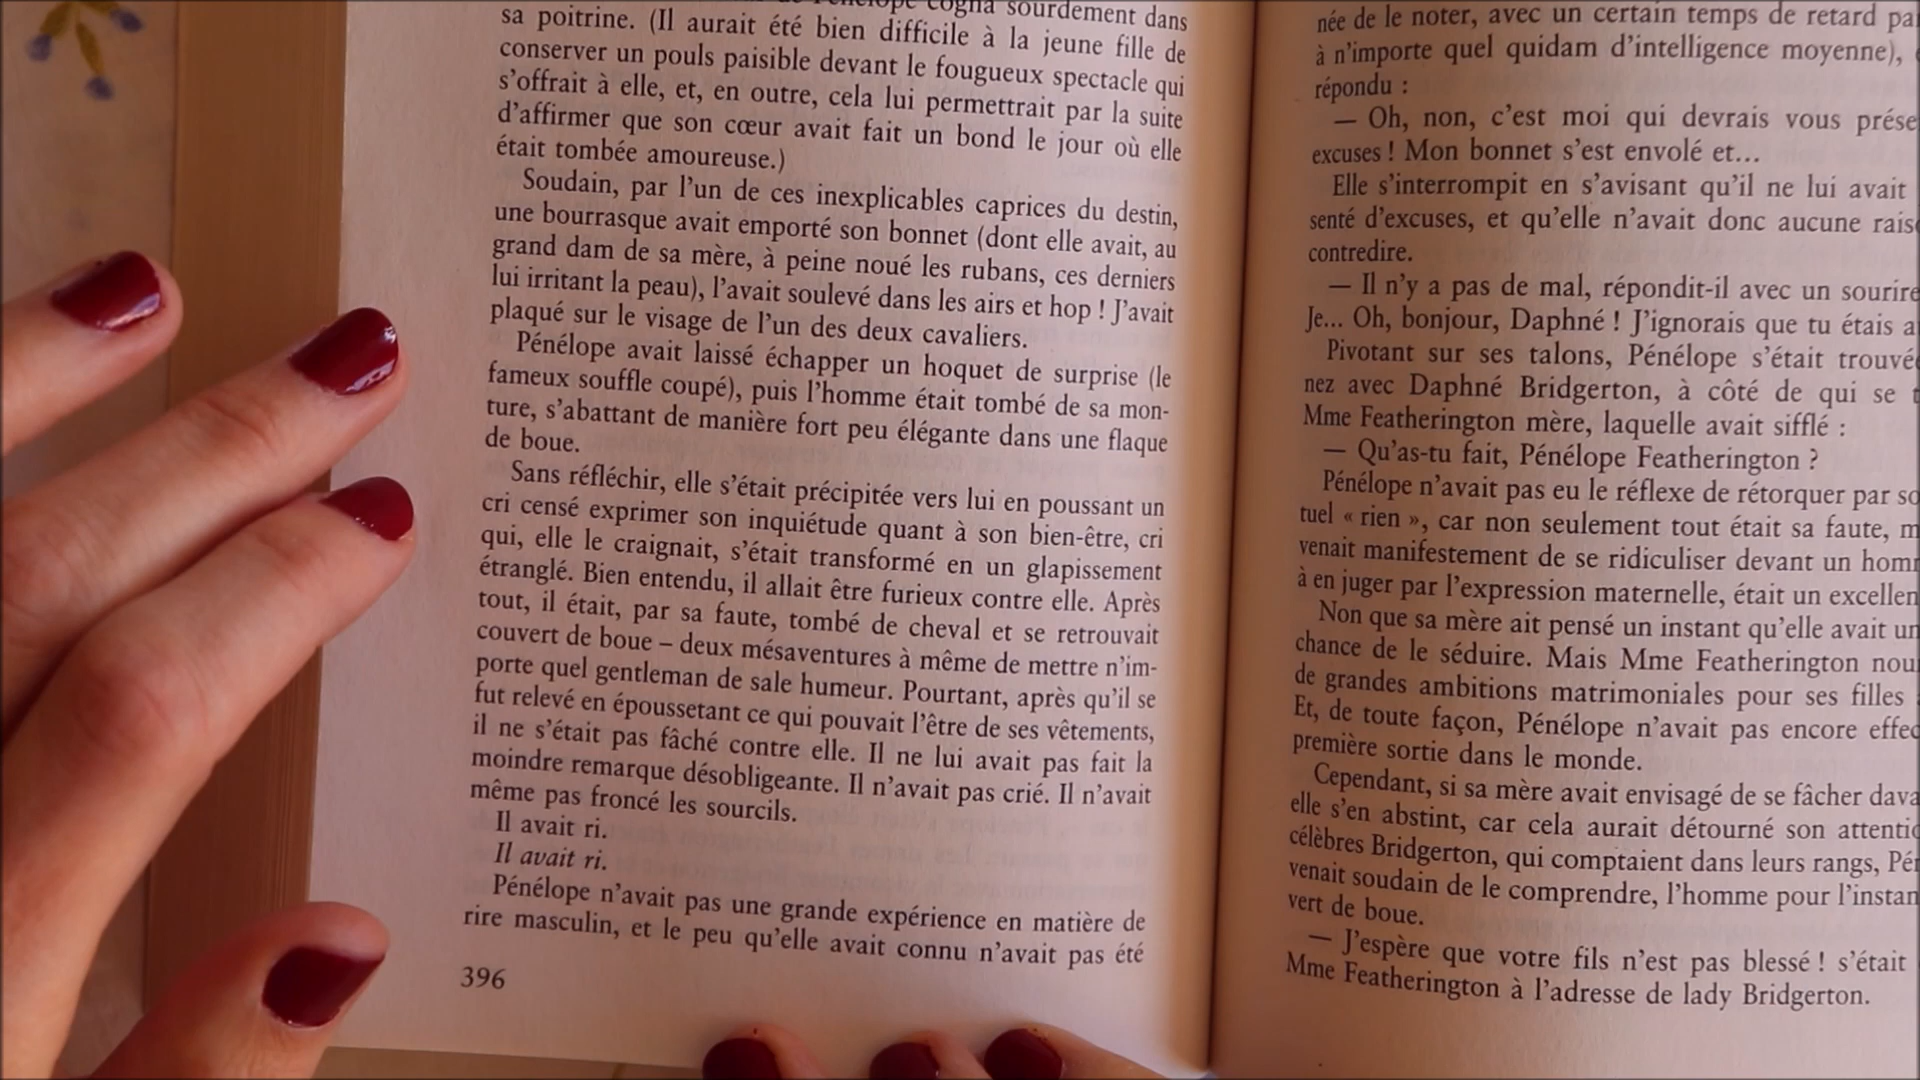 cogna sourdement dans
sa poitrine. (Il aurait été bien difficile à la jeune fille de
conserver un pouls paisible devant le fougueux spectacle qui
s'offrait à elle, et, en outre, cela lui permettrait par la suite
d'affirmer que son cœur avait fait un bond le jour où elle
était tombée amoureuse.)
Soudain, par l'un de ces inexplicables caprices du destin,
une bourrasque avait emporté son bonnet (dont elle avait, au
grand dam de sa mère, à peine noué les rubans, ces derniers
lui irritant la peau), l'avait soulevé dans les airs et hop ! J'avait
plaqué sur le visage de l'un des deux cavaliers.
Pénélope avait laissé échapper un hoquet de surprise (le
fameux souffle coupé), puis l'homme était tombé de sa mon-
ture, s'abattant de manière fort peu élégante dans une flaque
de boue.
Sans réfléchir, elle s'était précipitée vers lui en poussant un
cri censé exprimer son inquiétude quant à son bien-être, cri
qui, elle le craignait, s'était transformé en un glapissement
étranglé. Bien entendu, il allait être furieux contre elle. Après
tout, il était, par sa faute, tombé de cheval et se retrouvait
couvert de boue – deux mésaventures à même de mettre n'im-
porte quel gentleman de sale humeur. Pourtant, après qu'il se
fut relevé en époussetant ce qui pouvait l'être de ses vêtements,
il ne s'était pas fâché contre elle. Il ne lui avait pas fait la
moindre remarque désobligeante. Il n'avait pas crié. Il n'avait
même pas froncé les sourcils.
Il avait ri.
Il avait ri.
Pénélope n'avait pas une grande expérience en matière de
rire masculin, et le peu qu'elle avait connu n'avait pas été
396
née de le noter, avec un certain temps de retard
à n'importe quel quidam d'intelligence moyenne),
répondu :
— Oh, non, c'est moi qui devrais vous
excuses ! Mon bonnet s'est envolé et...
Elle s'interrompit en s'avisant qu'il ne lui avait
senté d'excuses, et qu'elle n'avait donc aucune
contredire.
— Il n'y a pas de mal, répondit-il avec un sourire
Je... Oh, bonjour, Daphné ! J'ignorais que tu étais
Pivotant sur ses talons, Pénélope s'était
nez avec Daphné Bridgerton, à côté de qui se
Mme Featherington mère, laquelle avait sifflé :
— Qu'as-tu fait, Pénélope Featherington ?
Pénélope n'avait pas eu le réflexe de rétorquer par
tuel « rien », car non seulement tout était sa faute,
venait manifestement de se ridiculiser devant un
à en juger par l'expression maternelle, était un
Non que sa mère ait pensé un instant qu'elle avait
chance de le séduire. Mais Mme Featherington
de grandes ambitions matrimoniales pour ses filles
Et, de toute façon, Pénélope n'avait pas encore
première sortie dans le monde.
Cependant, si sa mère avait envisagé de se fâcher
elle s'en abstint, car cela aurait détourné son
célèbres Bridgerton, qui comptaient dans leurs rangs,
venait soudain de le comprendre, l'homme pour
vert de boue.
— J'espère que votre fils n'est pas blessé ! s'était
Mme Featherington à l'adresse de lady Bridgerton.